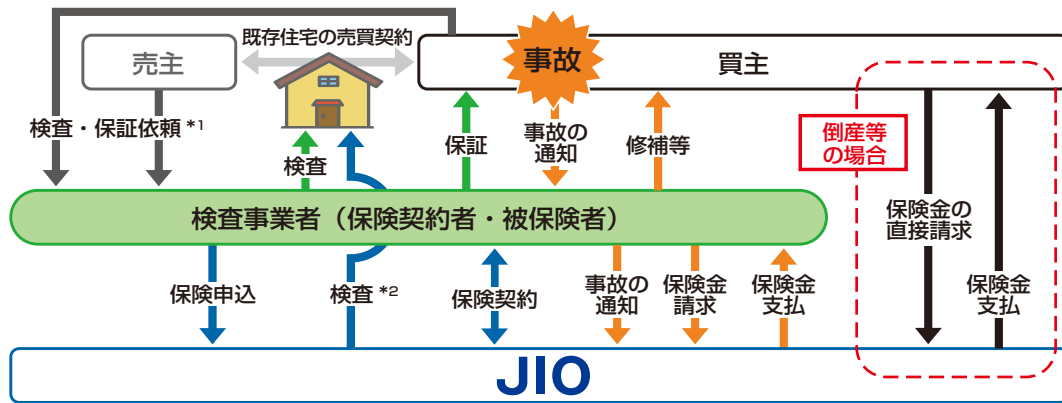 既存住宅の売買契約
売主
事故
買主
検査・保証依頼 *1
検査
保証
事故の
通知
修補等
倒産等
の場合
検査事業者（保険契約者・被保険者）
保険金の
直接請求
保険申込
検査 *2
保険契約
事故の
通知
保険金
請求
保険金
支払
保険金
支払
JIO